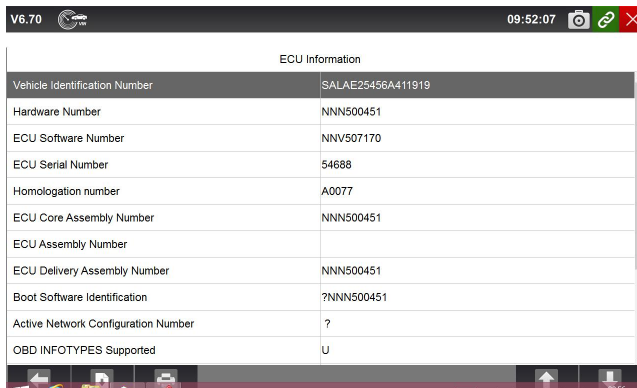 V6.70 VW 09:52:07
ECU Information
Vehicle Identification Number SALAE25456A411919
Hardware Number NNN500451
ECU Software Number NNV507170
ECU Serial Number 54688
Homologation number A0077
ECU Core Assembly Number NNN500451
ECU Assembly Number
ECU Delivery Assembly Number NNN500451
Boot Software Identification ?NNN500451
Active Network Configuration Number ?
OBD INFOTYPES Supported U